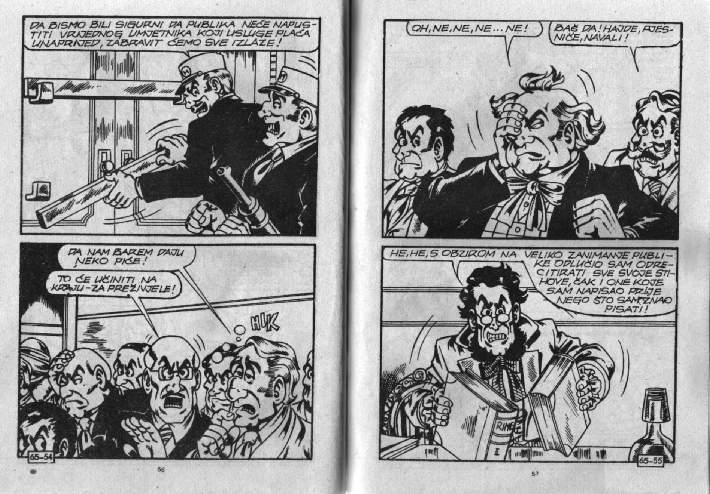 DA BISMO BILI SIGURNI DA PUBLIKA NEĆE NAPUS-
TITI VRIJEDNOG UMJETNIKA KOJI USLUGE PLAĆA
UNAPRIJED, ZABRAVIT ĆEMO SVE IZLAZE!
DA NAM BAREM DAJU
NEKO PIĆE!
TO ĆE UČINITI NA
KRAJU-ZA PREŽIVJELE!
HUK
65-54
56
OH, NE, NE, NE...NE!
BAŠ DA! HAJDE, PJES-
NIČE, NAVALI!
HE, HE, S OBZIROM NA VELIKO ZANIMANJE PUBLI-
KE ODLUČIO SAM ODRE-
CITIRATI SVE SVOJE STI-
HOVE, ČAK I ONE KOJE
SAM NAPISAO PRIJE
NEGO ŠTO SAM ZNAO
PISATI!
RIME
I
65-55
57